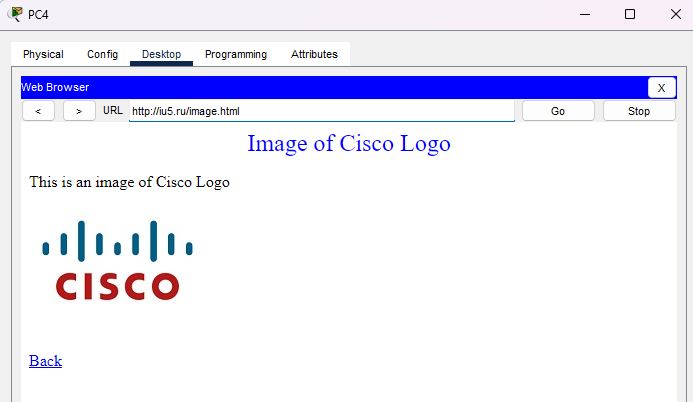 PC4
Physical Config Desktop Programming Attributes
Web Browser X
< > URL http://iu5.ru/image.html Go Stop
Image of Cisco Logo
This is an image of Cisco Logo
CISCO
Back